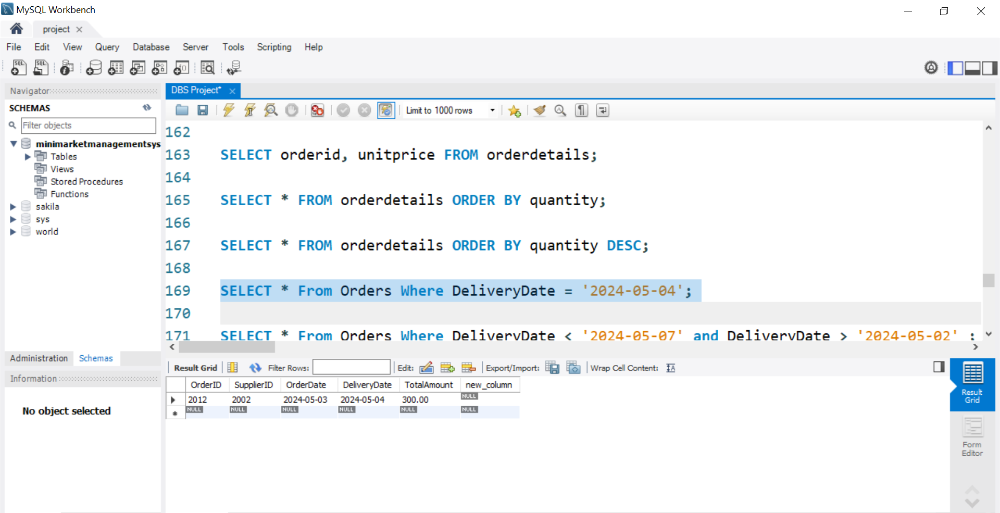 MySQL Workbench
project
File Edit View Query Database Server Tools Scripting Help
Navigator
SCHEMAS
Filter objects
minimarketmanagementsys
Tables
Views
Stored Procedures
Functions
sakila
sys
world
Administration Schemas
Information
No object selected
DBS Project*
Limit to 1000 rows
162
163 SELECT orderid, unitprice FROM orderdetails;
164
165 SELECT * FROM orderdetails ORDER BY quantity;
166
167 SELECT * FROM orderdetails ORDER BY quantity DESC;
168
169 SELECT * From Orders Where DeliveryDate = '2024-05-04';
170
171 SELECT * From Orders Where DeliveryDate < '2024-05-07' and DeliveryDate > '2024-05-02' ;
Result Grid Filter Rows: Edit: Export/Import: Wrap Cell Content:
OrderID SupplierID OrderDate DeliveryDate TotalAmount new_column
2012 2002 2024-05-03 2024-05-04 300.00 NULL
NULL NULL NULL NULL NULL NULL
Result
Grid
Form
Editor